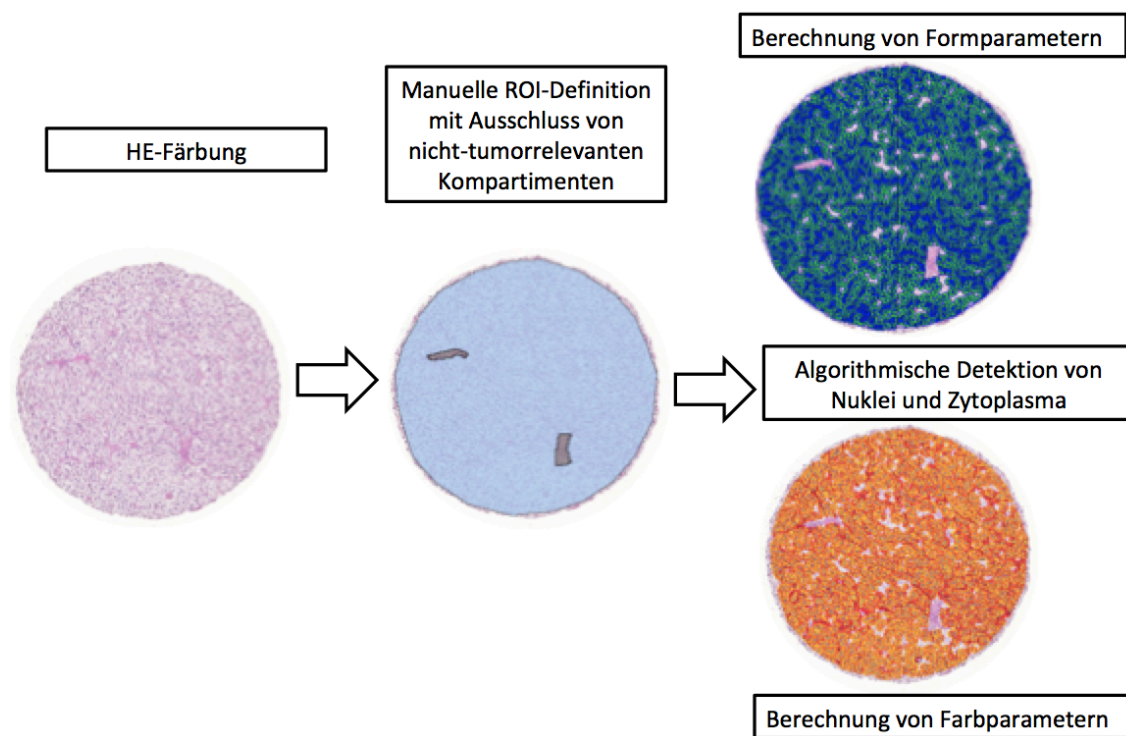 HE-Färbung
Manuelle ROI-Definition
mit Ausschluss von
nicht-tumorrelevanten
Kompartimenten
Berechnung von Formparametern
Algorithmische Detektion von
Nuklei und Zytoplasma
Berechnung von Farbparametern